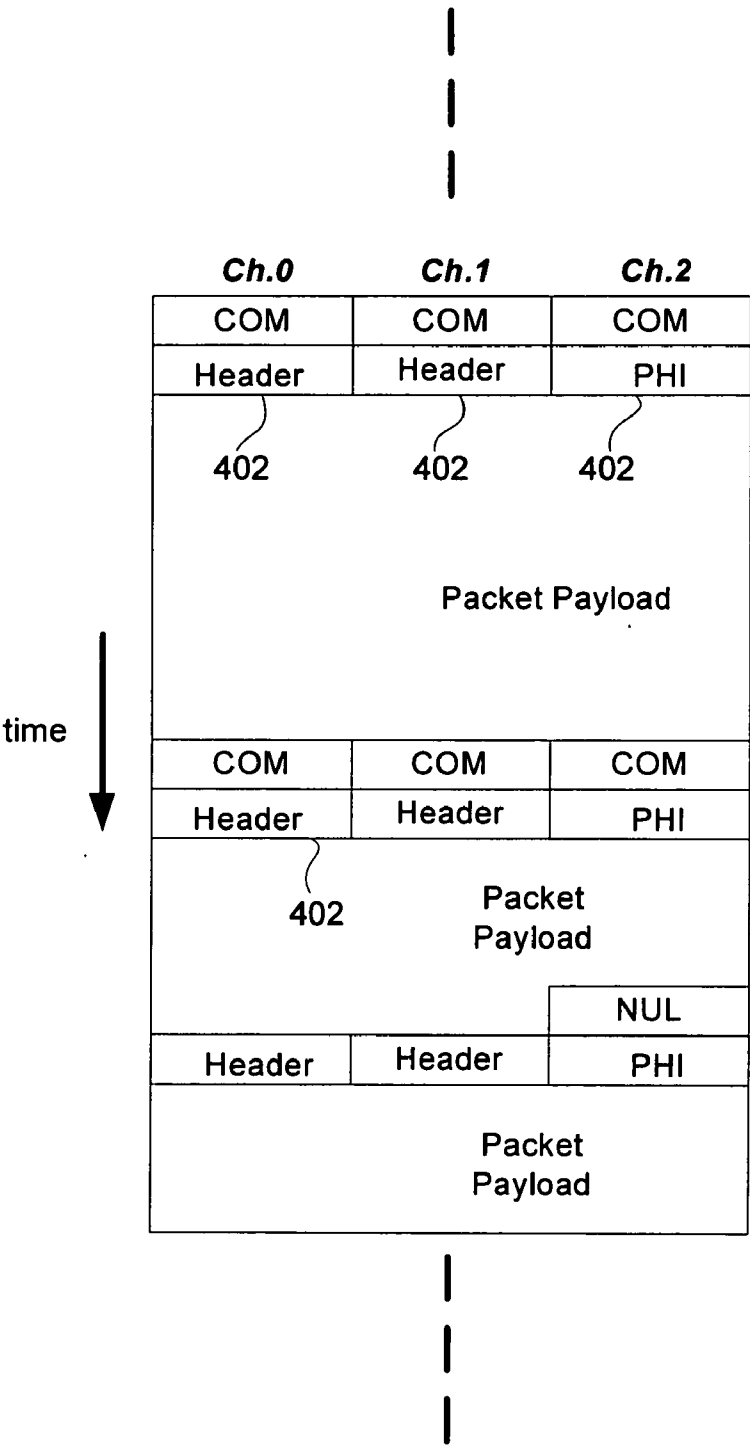 Ch.0 Ch.1 Ch.2
COM COM COM
Header Header PHI
402 402 402
Packet Payload
time
COM COM COM
Header Header PHI
402
Packet
Payload
NUL
Header Header PHI
Packet
Payload